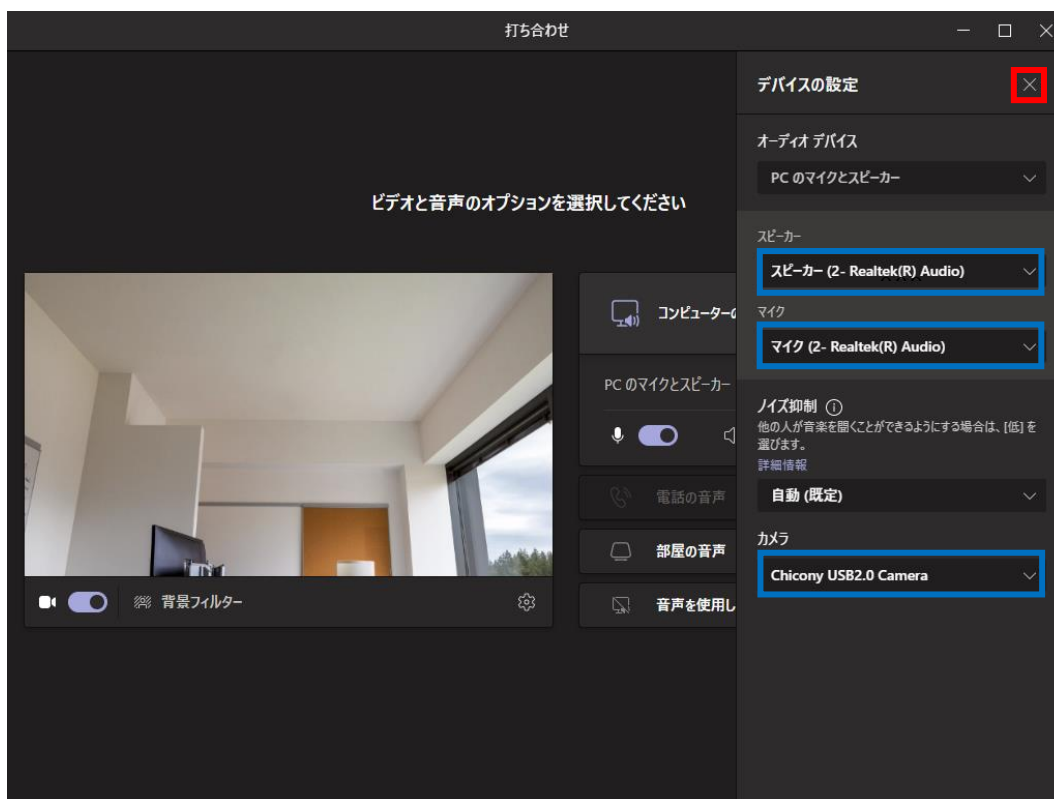 打ち合わせ
デバイスの設定
オーディオ デバイス
PC のマイクとスピーカー
ビデオと音声のオプションを選択してください
スピーカー
スピーカー (2- Realtek(R) Audio)
マイク
マイク (2- Realtek(R) Audio)
コンピューターの
PC のマイクとスピーカー
ノイズ抑制
他の人が音楽を聞くことができるようにする場合は、[低] を
選びます。
詳細情報
自動 (既定)
電話の音声
カメラ
部屋の音声
Chicony USB2.0 Camera
背景フィルター
音声を使用し